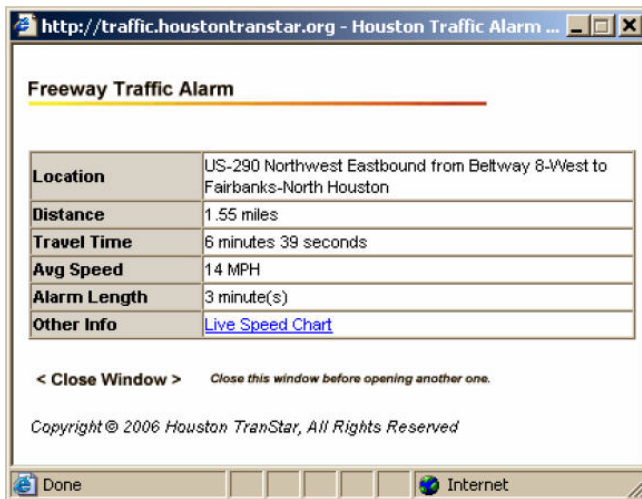 http://traffic.houstontranstar.org - Houston Traffic Alarm ...
Freeway Traffic Alarm
Location US-290 Northwest Eastbound from Beltway 8-West to
Fairbanks-North Houston
Distance 1.55 miles
Travel Time 6 minutes 39 seconds
Avg Speed 14 MPH
Alarm Length 3 minute(s)
Other Info Live Speed Chart
< Close Window > Close this window before opening another one.
Copyright © 2006 Houston TranStar, All Rights Reserved
Done Internet